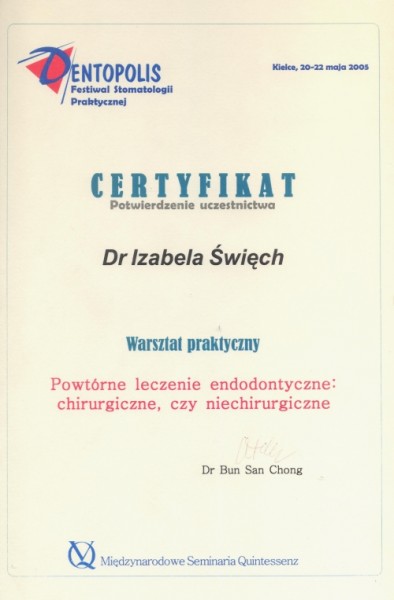 DENTOPOLIS
Festiwal Stomatologii
Praktycznej
Kielce, 20-22 maja 2005
CERTYFIKAT
Potwierdzenie uczestnictwa
Dr Izabela Święch
Warsztat praktyczny
Powtórne leczenie endodontyczne:
chirurgiczne, czy niechirurgiczne
Dr Bun San Chong
Międzynarodowe Seminaria Quintessenz